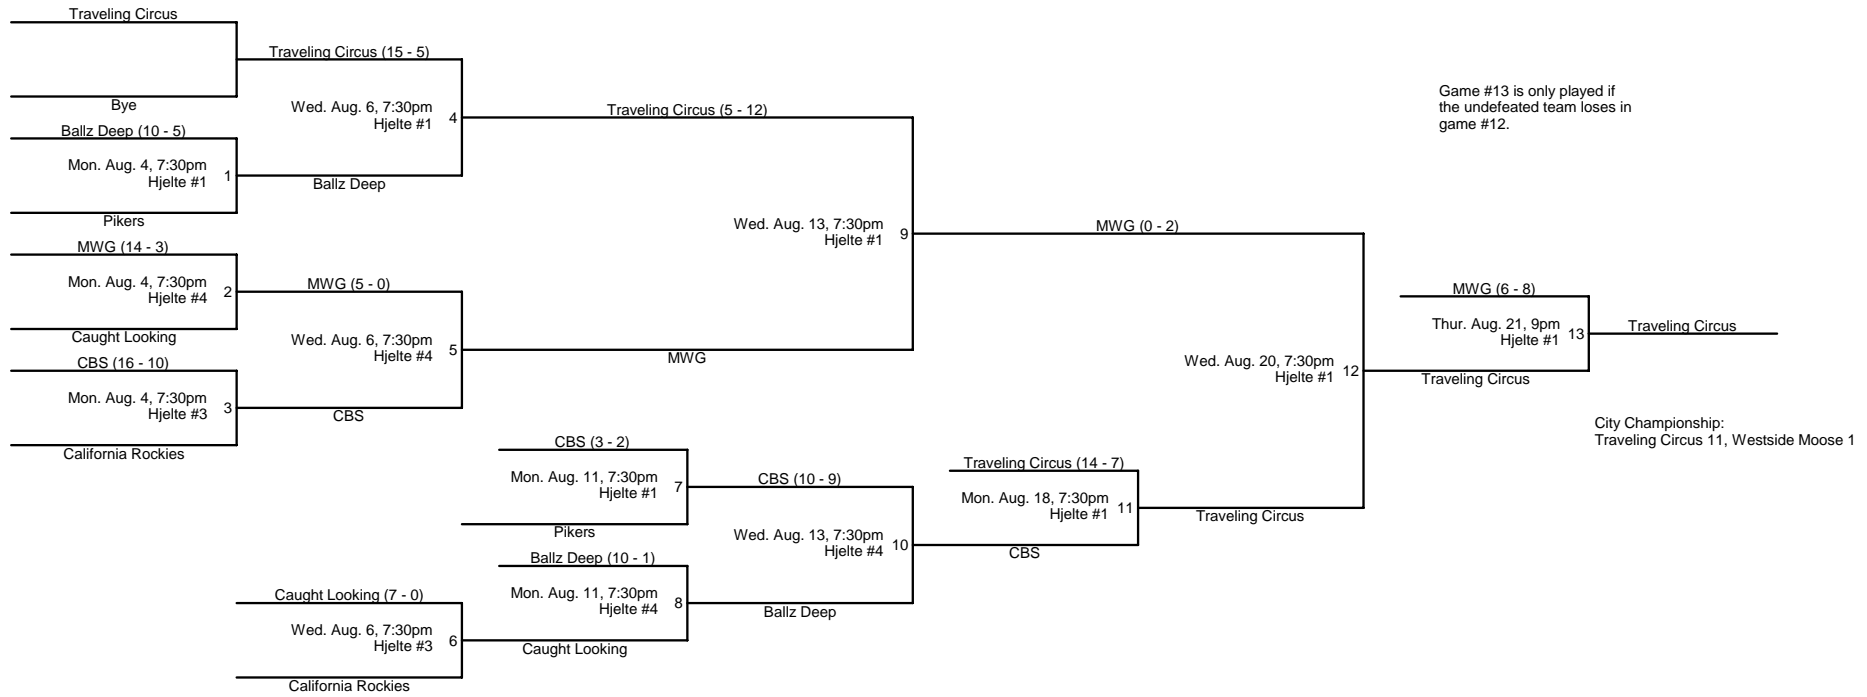 Traveling Circus
Bye
Traveling Circus (15 - 5)
Wed. Aug. 6, 7:30pm
Hjelte #1
4
Ballz Deep (10 - 5)
Mon. Aug. 4, 7:30pm
Hjelte #1
1
Pikers
Ballz Deep
MWG (14 - 3)
Mon. Aug. 4, 7:30pm
Hjelte #4
2
Caught Looking
MWG (5 - 0)
Wed. Aug. 6, 7:30pm
Hjelte #4
5
CBS (16 - 10)
Mon. Aug. 4, 7:30pm
Hjelte #3
3
California Rockies
CBS
Traveling Circus (5 - 12)
Wed. Aug. 13, 7:30pm
Hjelte #1
9
MWG
CBS (3 - 2)
Mon. Aug. 11, 7:30pm
Hjelte #1
7
Pikers
Caught Looking (7 - 0)
Wed. Aug. 6, 7:30pm
Hjelte #3
6
California Rockies
Ballz Deep (10 - 1)
Mon. Aug. 11, 7:30pm
Hjelte #4
8
Caught Looking
CBS (10 - 9)
Wed. Aug. 13, 7:30pm
Hjelte #4
10
Ballz Deep
Traveling Circus (14 - 7)
Mon. Aug. 18, 7:30pm
Hjelte #1
11
CBS
MWG (0 - 2)
Wed. Aug. 20, 7:30pm
Hjelte #1
12
Traveling Circus
MWG (6 - 8)
Thur. Aug. 21, 9pm
Hjelte #1
13
Traveling Circus
Traveling Circus
Game #13 is only played if
the undefeated team loses in
game #12.
City Championship:
Traveling Circus 11, Westside Moose 1